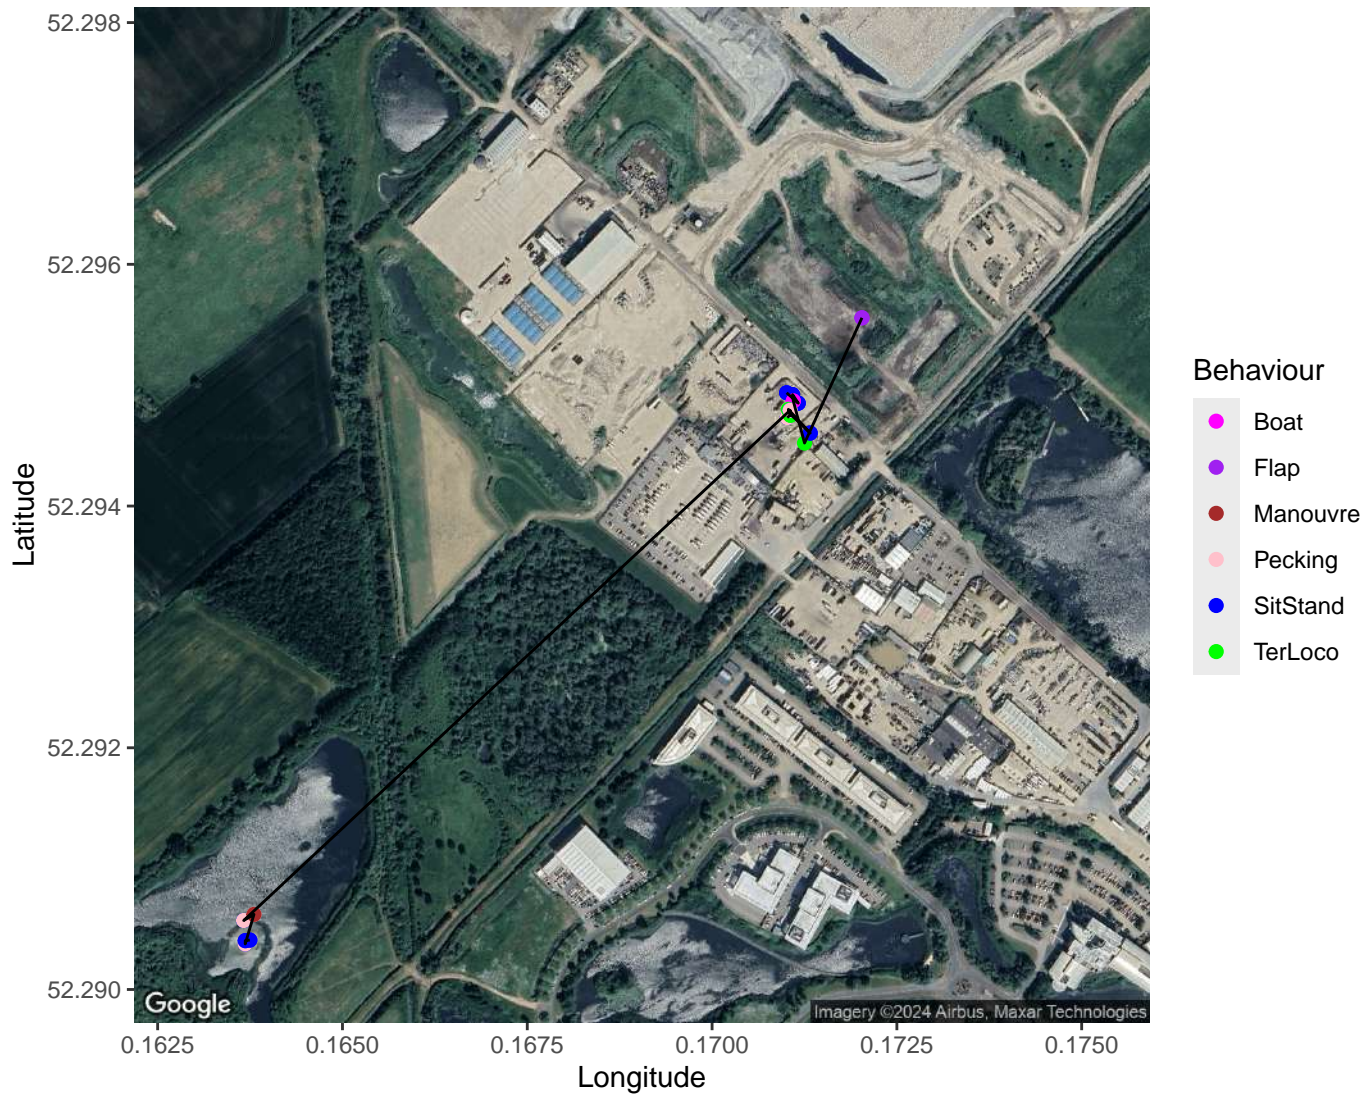 52.298
52.296
52.294
52.292
52.290
Latitude
0.1625
0.1650
0.1675
0.1700
0.1725
0.1750
Longitude
Behaviour
Boat
Flap
Manouvre
Pecking
SitStand
TerLoco
Google
Imagery ©2024 Airbus, Maxar Technologies